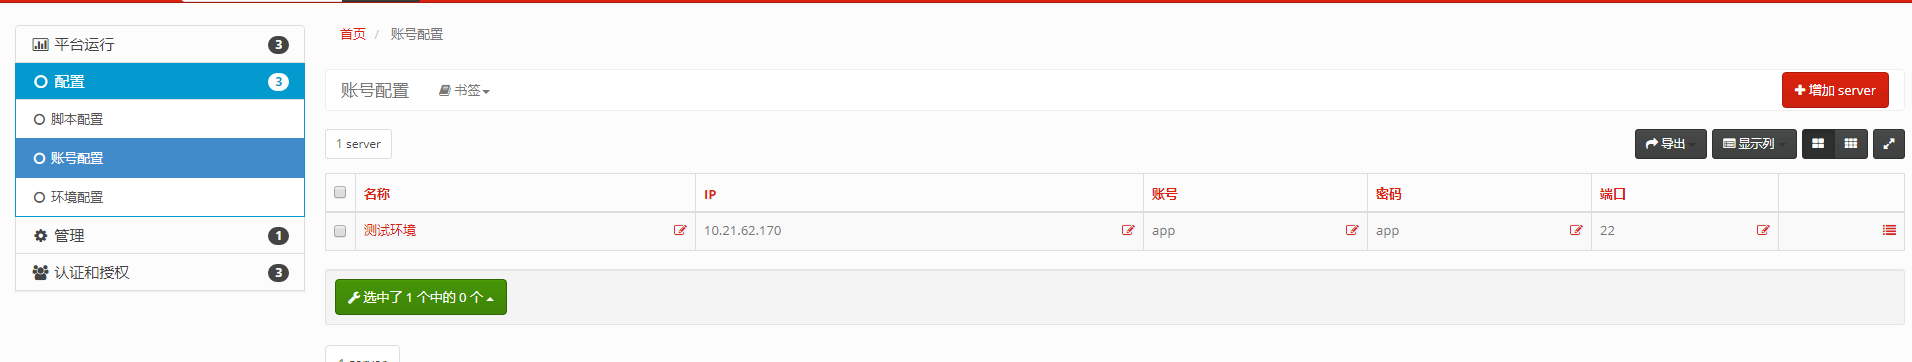 平台运行 3
配置 3
脚本配置
账号配置
环境配置
管理 1
认证和授权 3
首页 / 账号配置
账号配置 书签
增加 server
1 server
导出 显示列
名称 IP 账号 密码 端口
测试环境 10.21.62.170 app app 22
选中了 1 个中的 0 个
1 server